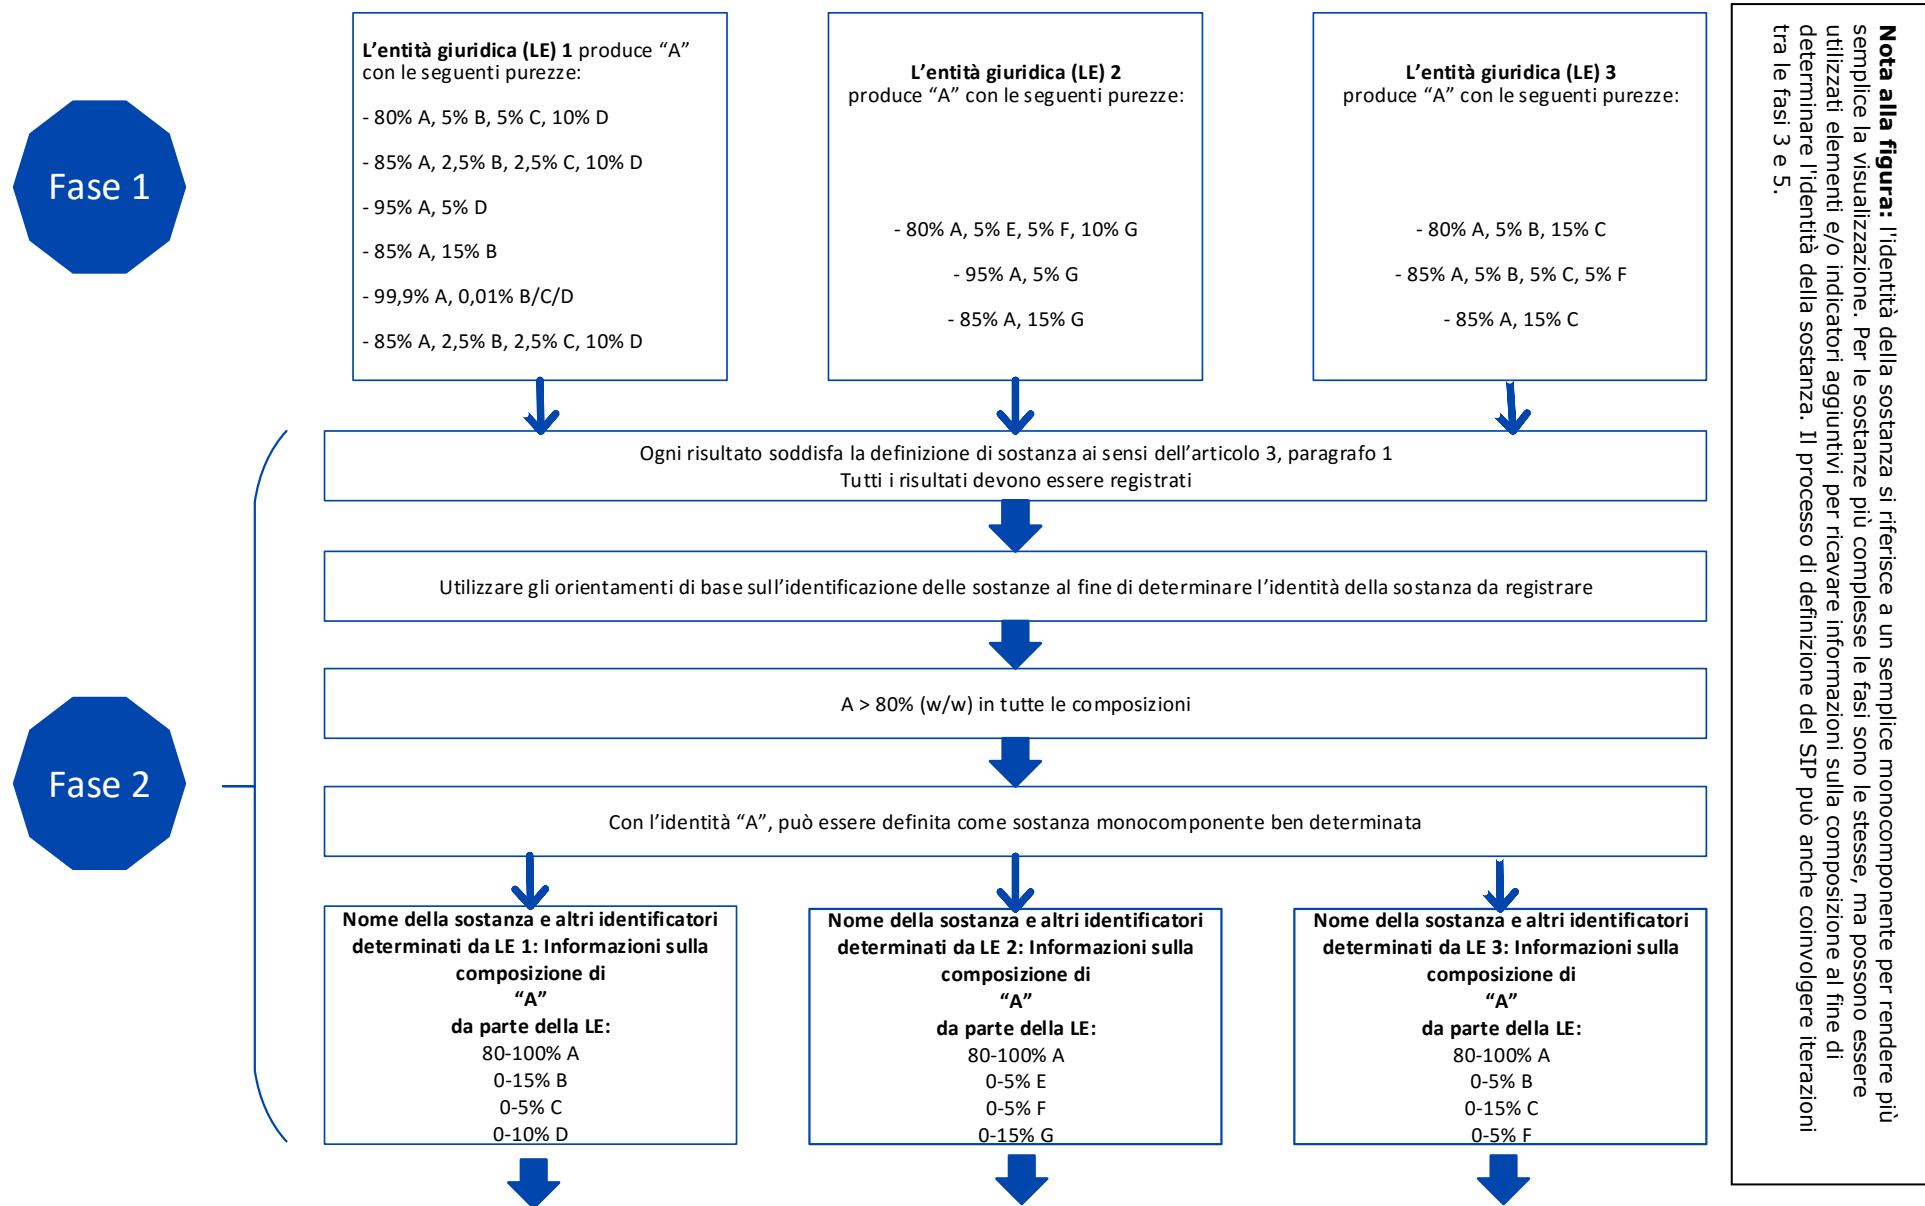 Fase 1
L’entità giuridica (LE) 1 produce “A”
con le seguenti purezze:
- 80% A, 5% B, 5% C, 10% D
- 85% A, 2,5% B, 2,5% C, 10% D
- 95% A, 5% D
- 85% A, 15% B
- 99,9% A, 0,01% B/C/D
- 85% A, 2,5% B, 2,5% C, 10% D
L’entità giuridica (LE) 2
produce “A” con le seguenti purezze:
- 80% A, 5% E, 5% F, 10% G
- 95% A, 5% G
- 85% A, 15% G
L’entità giuridica (LE) 3
produce “A” con le seguenti purezze:
- 80% A, 5% B, 15% C
- 85% A, 5% B, 5% C, 5% F
- 85% A, 15% C
Fase 2
Ogni risultato soddisfa la definizione di sostanza ai sensi dell’articolo 3, paragrafo 1
Tutti i risultati devono essere registrati
Utilizzare gli orientamenti di base sull’identificazione delle sostanze al fine di determinare l’identità della sostanza da registrare
A > 80% (w/w) in tutte le composizioni
Con l’identità “A”, può essere definita come sostanza monocomponente ben determinata
Nome della sostanza e altri identificatori
determinati da LE 1: Informazioni sulla
composizione di
“A”
da parte della LE:
80-100% A
0-15% B
0-5% C
0-10% D
Nome della sostanza e altri identificatori
determinati da LE 2: Informazioni sulla
composizione di
“A”
da parte della LE:
80-100% A
0-5% E
0-5% F
0-15% G
Nome della sostanza e altri identificatori
determinati da LE 3: Informazioni sulla
composizione di
“A”
da parte della LE:
80-100% A
0-5% B
0-15% C
0-5% F
Nota alla figura: l'identità della sostanza si riferisce a un semplice monocomponente per rendere più
semplice la visualizzazione. Per le sostanze più complesse le fasi sono le stesse, ma possono essere
utilizzati elementi e/o indicatori aggiuntivi per ricavare informazioni sulla composizione al fine di
determinare l'identità della sostanza. Il processo di definizione del SIP può anche coinvolgere iterazioni
tra le fasi 3 e 5.